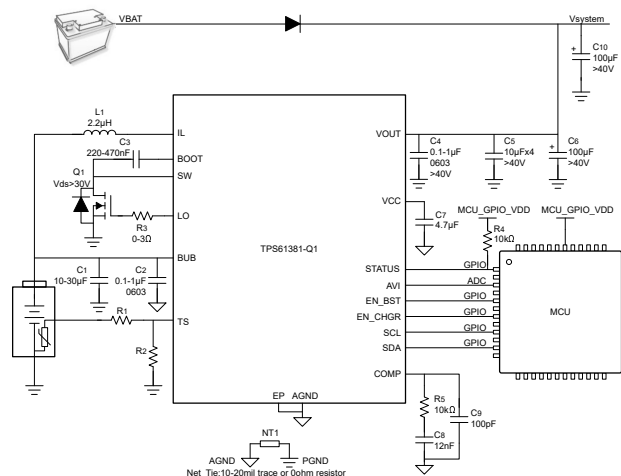 VBAT
Vsystem
C10
100µF
>40V
L1
2.2µH
IL
C3
220-470nF
BOOT
SW
Q1
Vds>30V
LO
R3
0-3Ω
BUB
C1
10-30µF
C2
0.1-1µF
0603
TS
R1
R2
TPS61381-Q1
EP AGND
VOUT
C4
0.1-1µF
0603
>40V
C5
10µFx4
>40V
C6
100µF
>40V
VCC
C7
4.7µF
MCU_GPIO_VDD
MCU_GPIO_VDD
R4
10kΩ
STATUS GPIO
AVI ADC
EN_BST GPIO
EN_CHGR GPIO
SCL GPIO
SDA GPIO
MCU
COMP
R5
10kΩ
C8
12nF
C9
100pF
NT1
AGND PGND
Net Tie:10-20mil trace or 0ohm resistor